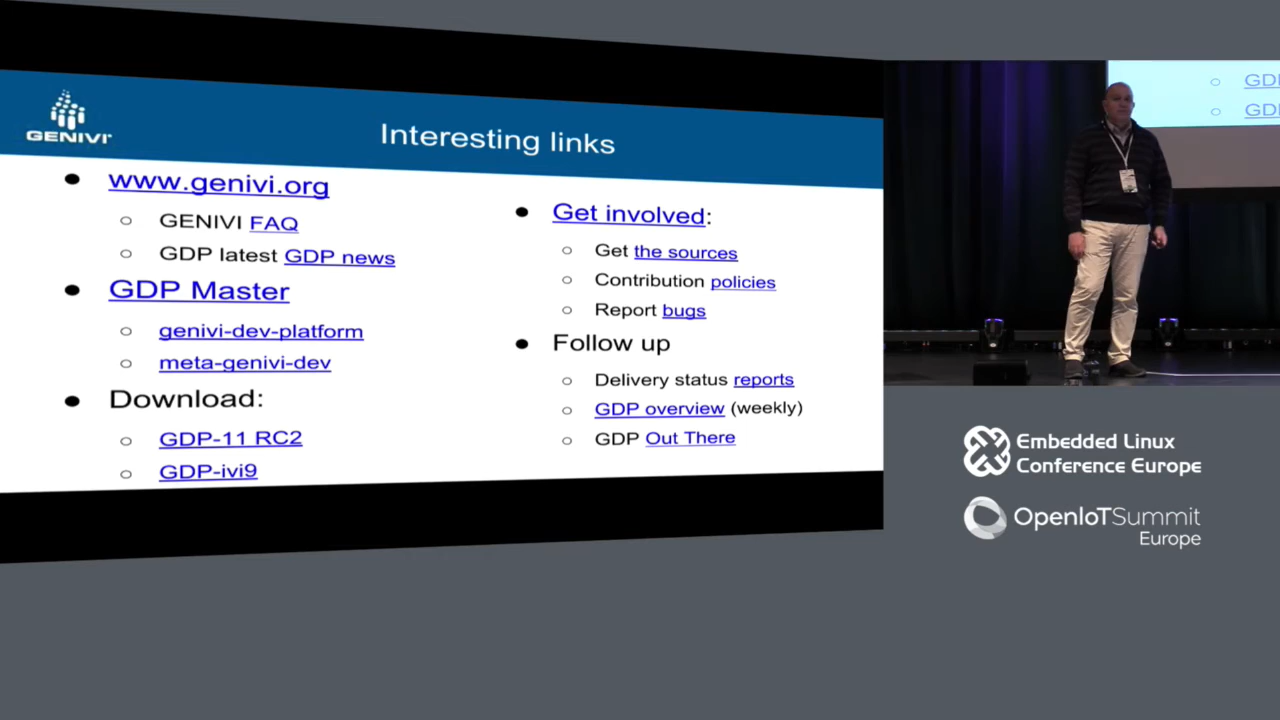 GENIVI
Interesting links
www.genivi.org
GENIVI FAQ
GDP latest GDP news
GDP Master
genivi-dev-platform
meta-genivi-dev
Download:
GDP-11 RC2
GDP-ivi9
Get involved:
Get the sources
Contribution policies
Report bugs
Follow up
Delivery status reports
GDP overview (weekly)
GDP Out There
Embedded Linux
Conference Europe
OpenIoTSummit
Europe